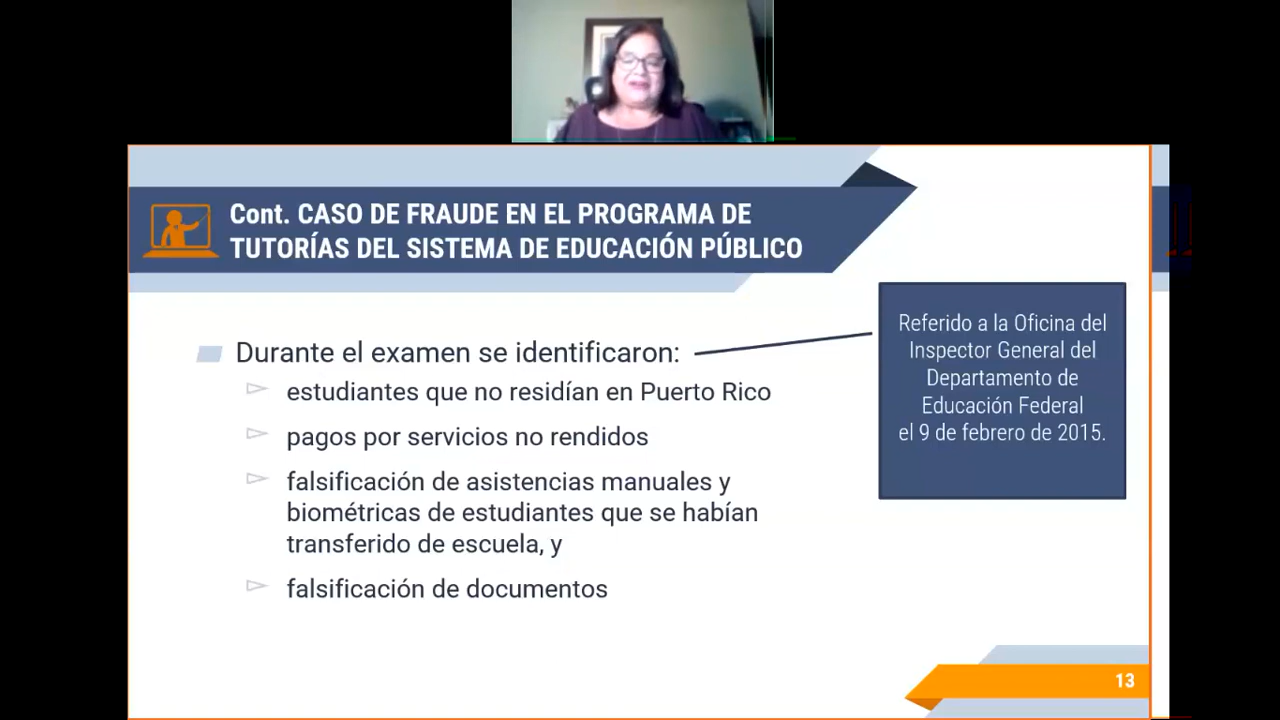 Cont. CASO DE FRAUDE EN EL PROGRAMA DE
TUTORÍAS DEL SISTEMA DE EDUCACIÓN PÚBLICO
Durante el examen se identificaron:
estudiantes que no residían en Puerto Rico
pagos por servicios no rendidos
falsificación de asistencias manuales y
biométricas de estudiantes que se habían
transferido de escuela, y
falsificación de documentos
Referido a la Oficina del
Inspector General del
Departamento de
Educación Federal
el 9 de febrero de 2015.
13